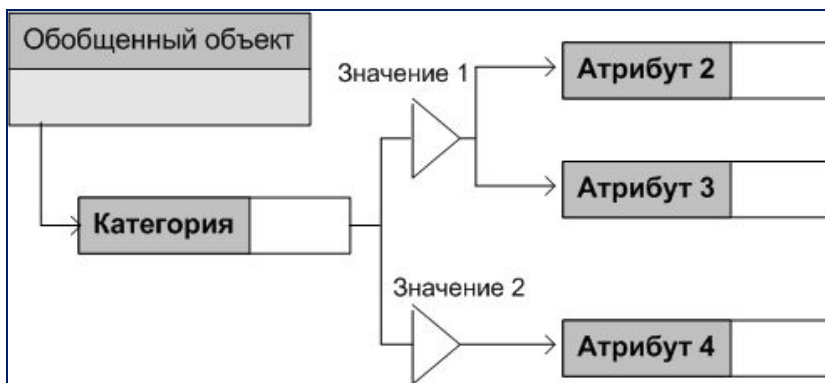 Обобщенный объект
Значение 1
Атрибут 2
Атрибут 3
Категория
Значение 2
Атрибут 4